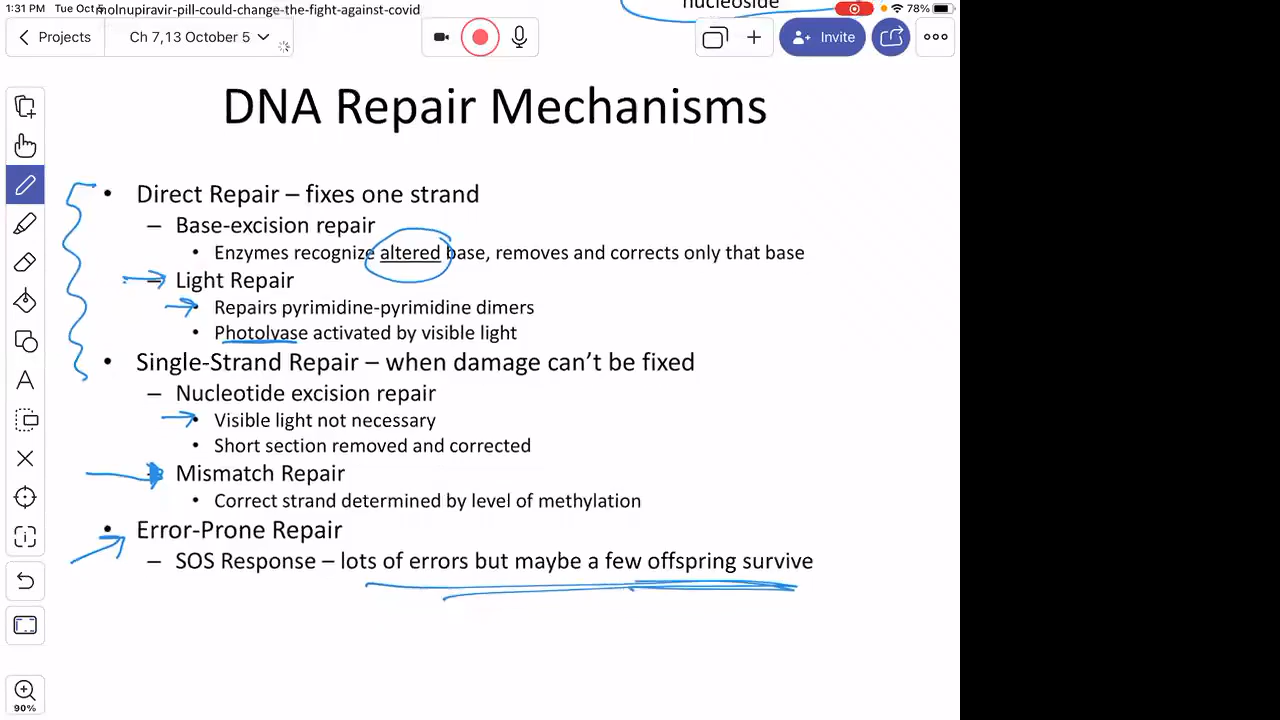 1:31 PM Tue Oct 5
molnupiravir-pill-could-change-the-fight-against-covid
nucleoside
78%
Projects
Ch 7,13 October 5
Invite
DNA Repair Mechanisms
• Direct Repair – fixes one strand
– Base-excision repair
• Enzymes recognize altered base, removes and corrects only that base
– Light Repair
• Repairs pyrimidine-pyrimidine dimers
• Photolyase activated by visible light
• Single-Strand Repair – when damage can't be fixed
– Nucleotide excision repair
• Visible light not necessary
• Short section removed and corrected
– Mismatch Repair
• Correct strand determined by level of methylation
• Error-Prone Repair
– SOS Response – lots of errors but maybe a few offspring survive
90%